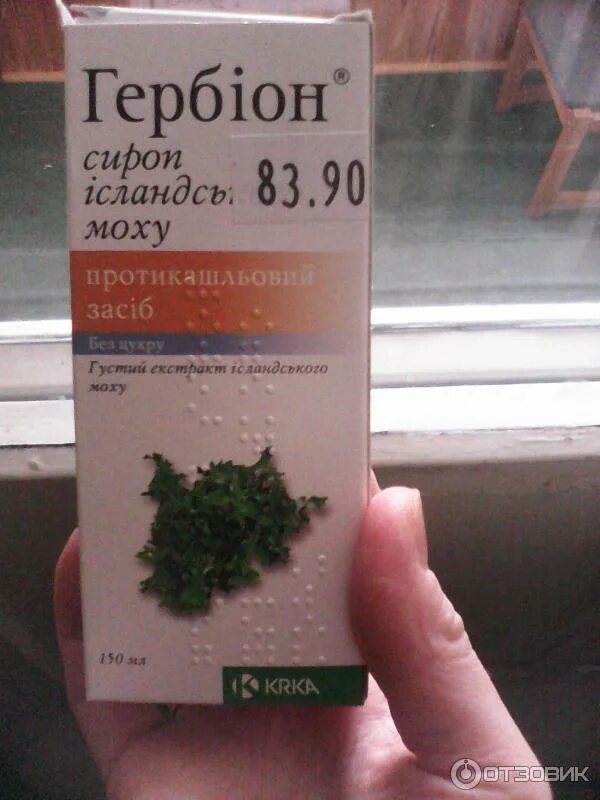 Гербіон®
сироп
ісландсь 83.90
моху
протикашльовий
засіб
Без цукру
Густий екстракт ісландського
моху
150 мл
KRKA
ОТЗОВИК